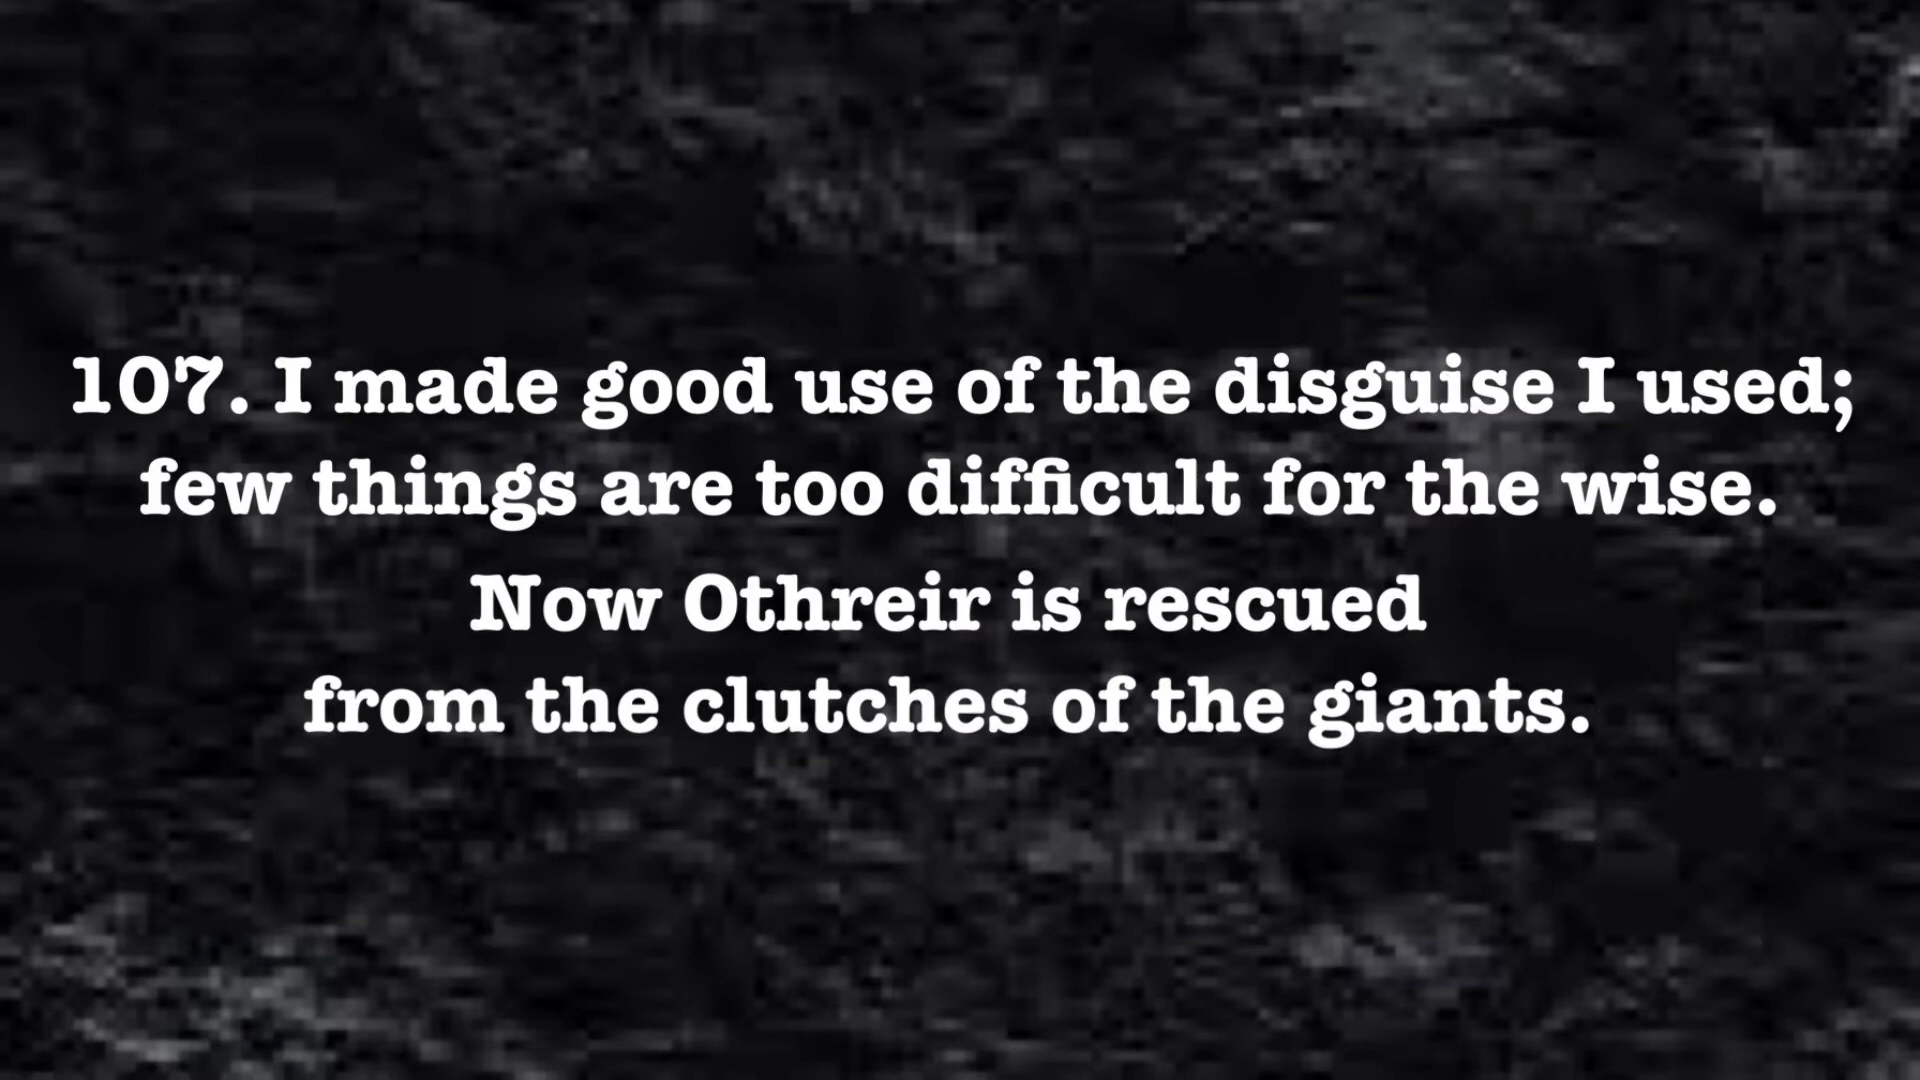 107. I made good use of the disguise I used;
few things are too difficult for the wise.
Now Othreir is rescued
from the clutches of the giants.